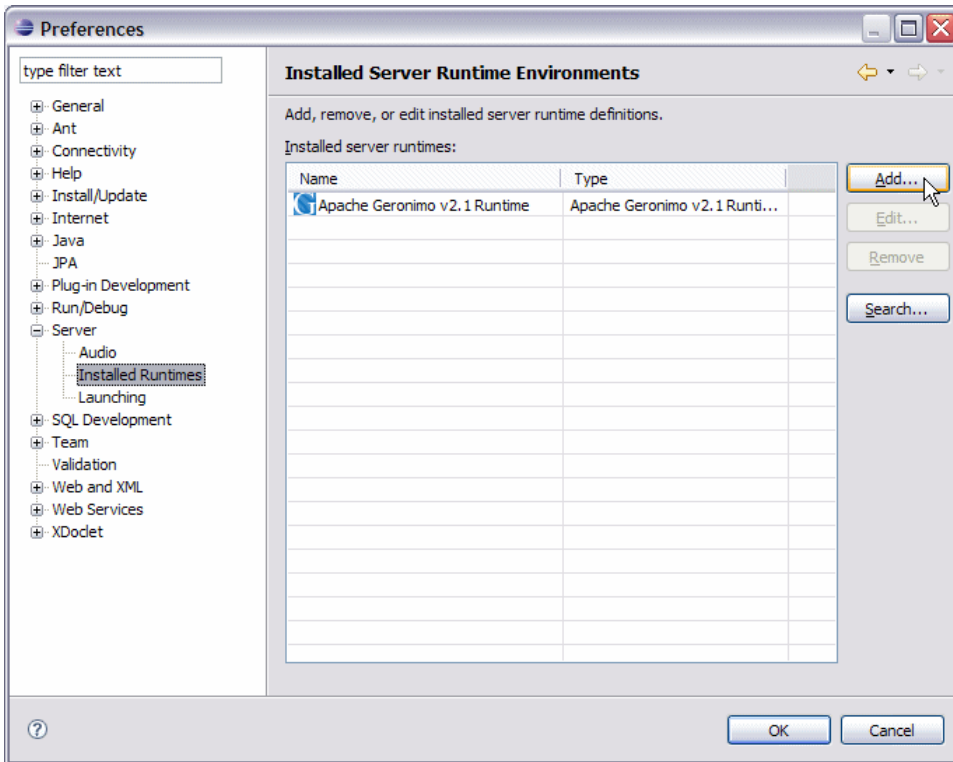 Preferences
type filter text
General
Ant
Connectivity
Help
Install/Update
Internet
Java
JPA
Plug-in Development
Run/Debug
Server
Audio
Installed Runtimes
Launching
SQL Development
Team
Validation
Web and XML
Web Services
XDoclet
Installed Server Runtime Environments
Add, remove, or edit installed server runtime definitions.
Installed server runtimes:
Name Type
Apache Geronimo v2.1 Runtime Apache Geronimo v2.1 Runti...
Add...
Edit...
Remove
Search...
OK Cancel